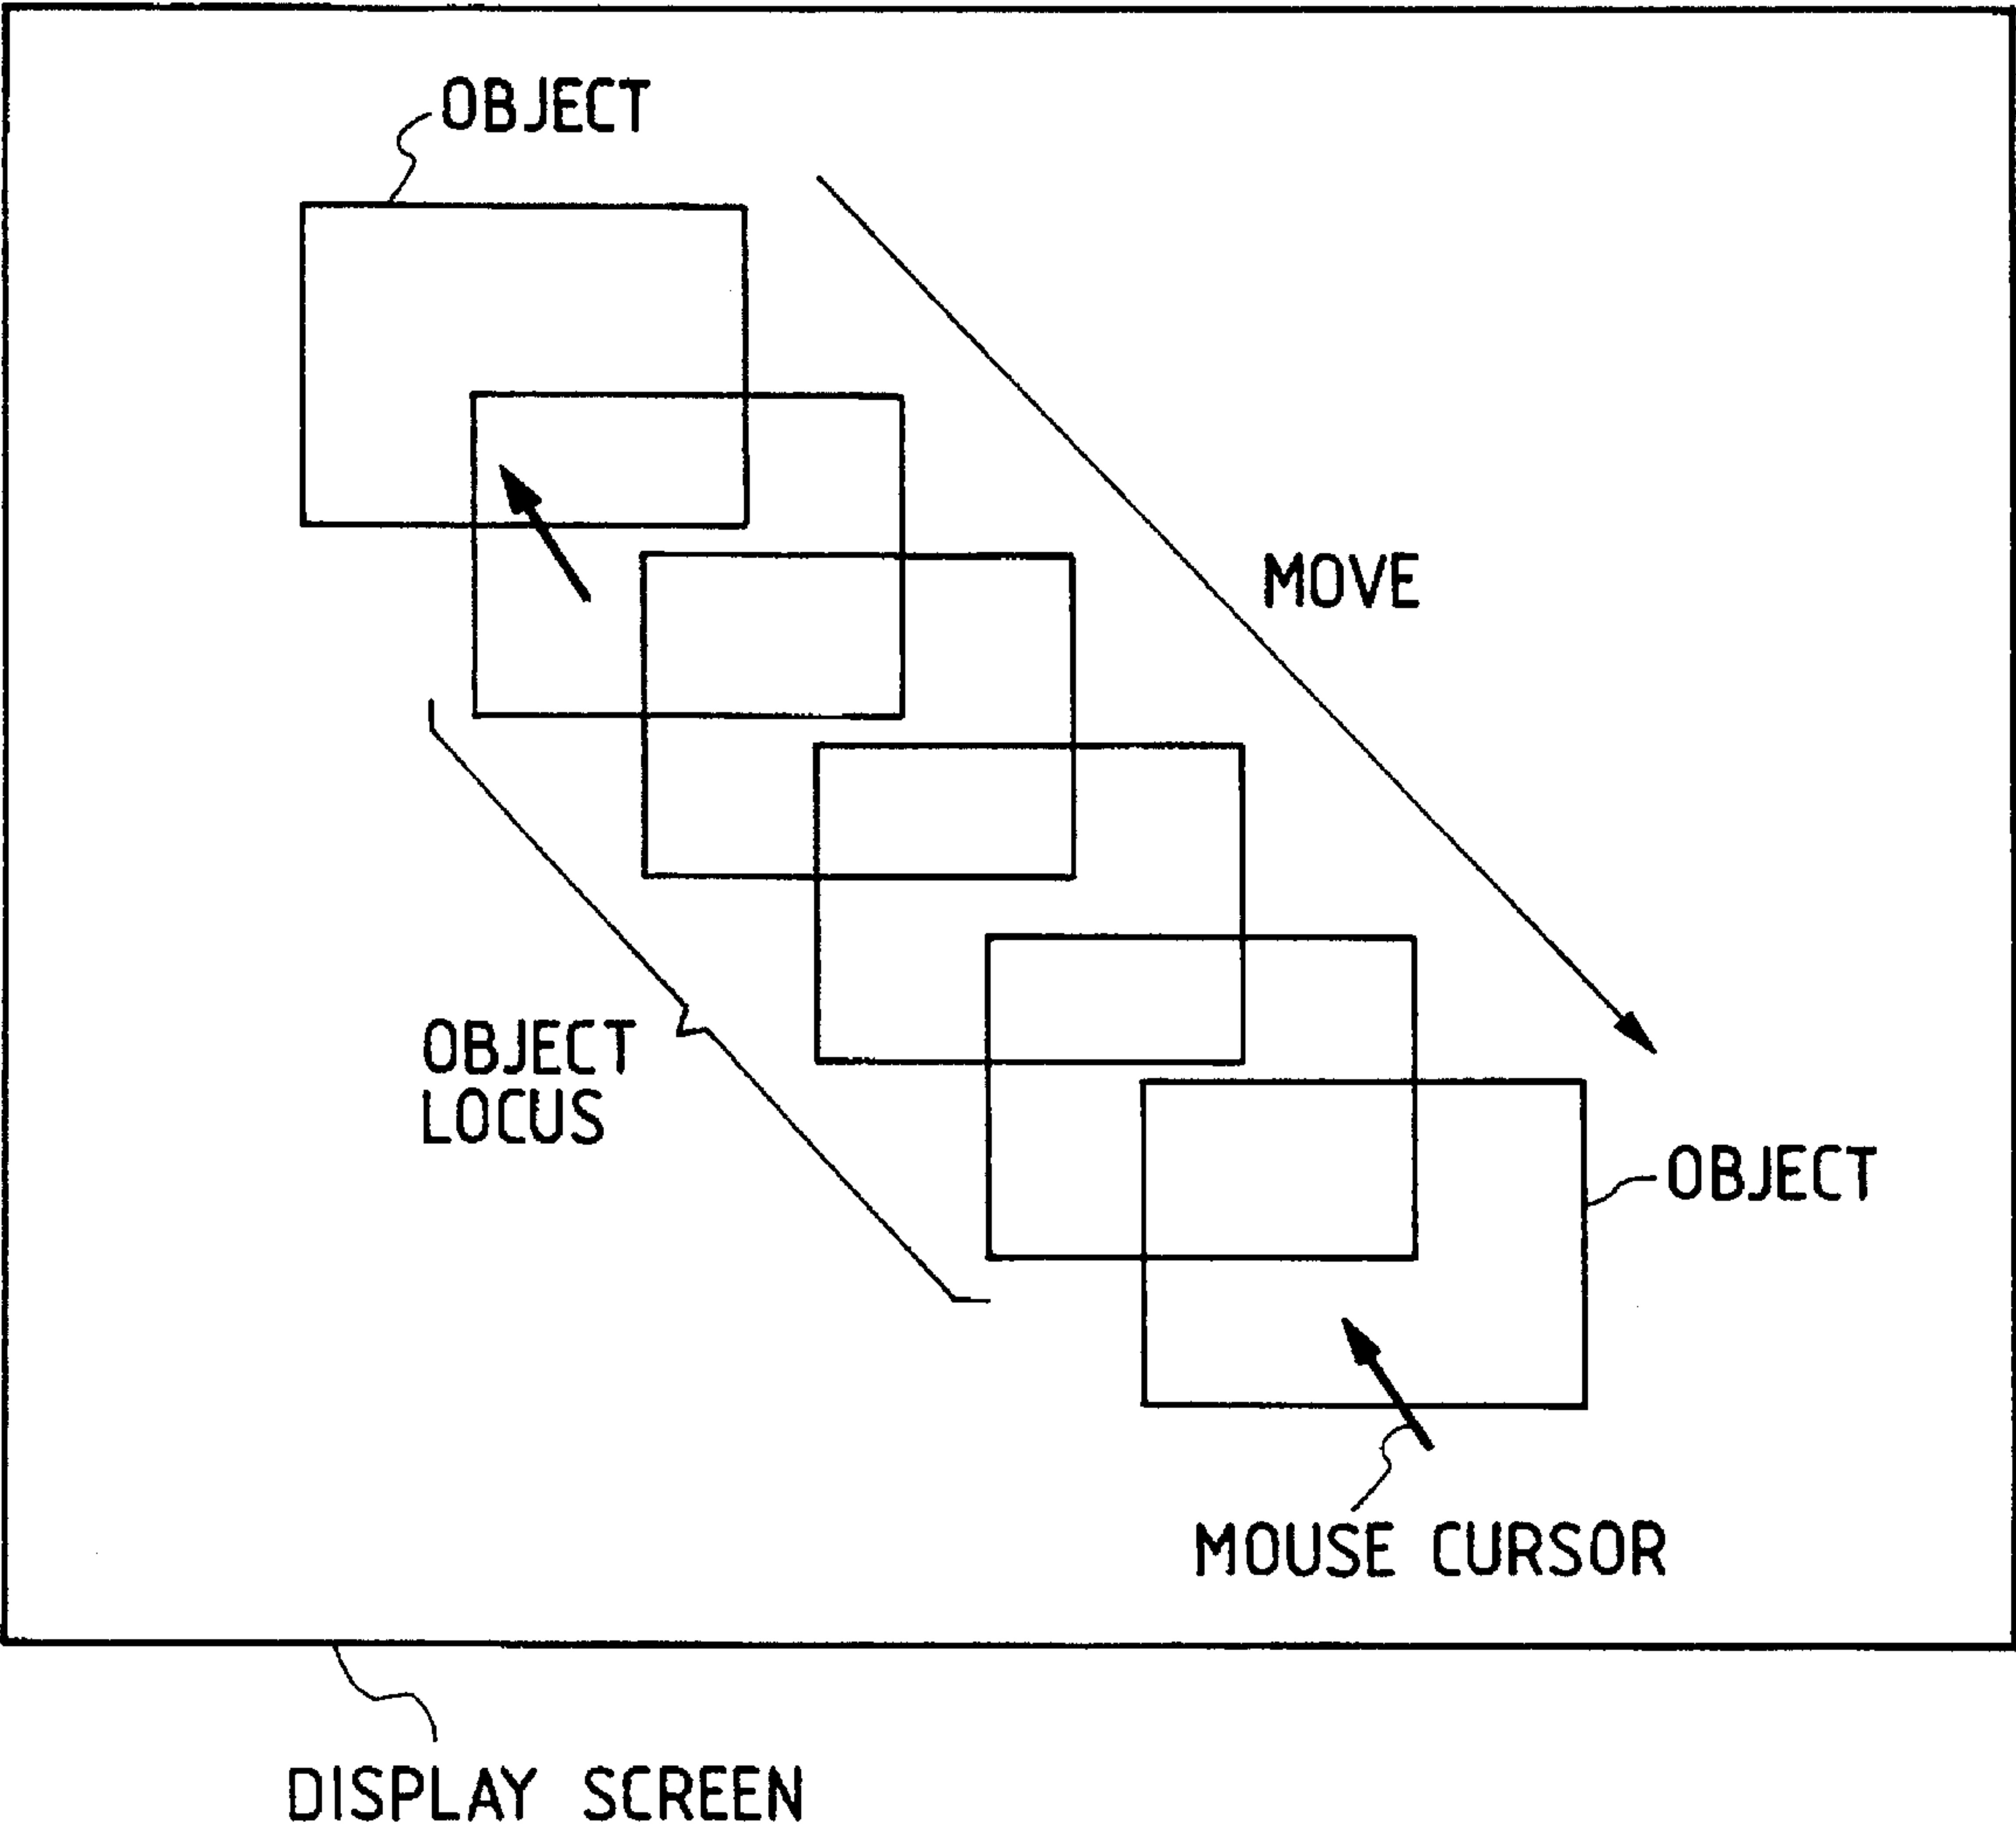 OBJECT
MOVE
OBJECT
LOCUS
OBJECT
MOUSE CURSOR
DISPLAY SCREEN